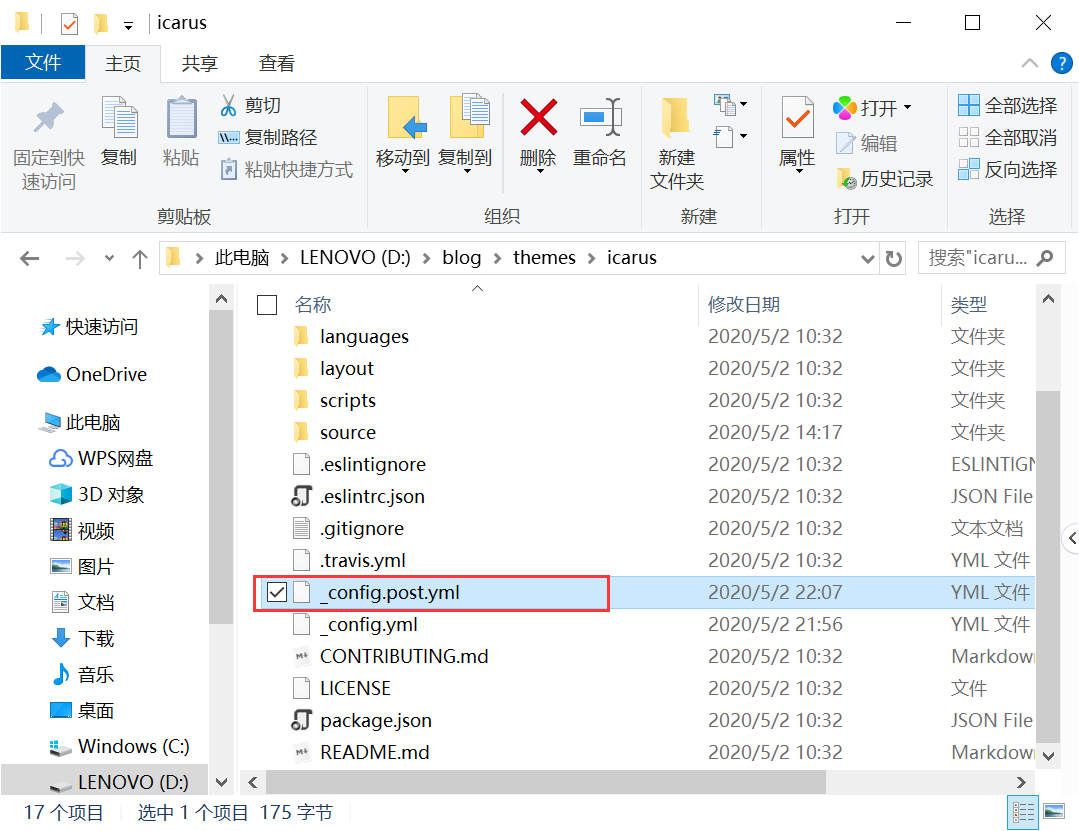 icarus
文件 主页 共享 查看
固定到快速访问
复制
粘贴
剪切
复制路径
粘贴快捷方式
剪贴板
移动到
复制到
删除
重命名
组织
新建
文件夹
新建
属性
打开
编辑
历史记录
打开
全部选择
全部取消
反向选择
选择
此电脑 LENOVO (D:) blog themes icarus
搜索"icaru...
快速访问
OneDrive
此电脑
WPS网盘
3D 对象
视频
图片
文档
下载
音乐
桌面
Windows (C:)
LENOVO (D:)
名称 修改日期 类型
languages 2020/5/2 10:32 文件夹
layout 2020/5/2 10:32 文件夹
scripts 2020/5/2 10:32 文件夹
source 2020/5/2 14:17 文件夹
.eslintignore 2020/5/2 10:32 ESLINTIGN
.eslintrc.json 2020/5/2 10:32 JSON File
.gitignore 2020/5/2 10:32 文本文档
.travis.yml 2020/5/2 10:32 YML 文件
_config.post.yml 2020/5/2 22:07 YML 文件
_config.yml 2020/5/2 21:56 YML 文件
CONTRIBUTING.md 2020/5/2 10:32 Markdow
LICENSE 2020/5/2 10:32 文件
package.json 2020/5/2 10:32 JSON File
README.md 2020/5/2 10:32 Markdow
17 个项目 选中 1 个项目 175 字节